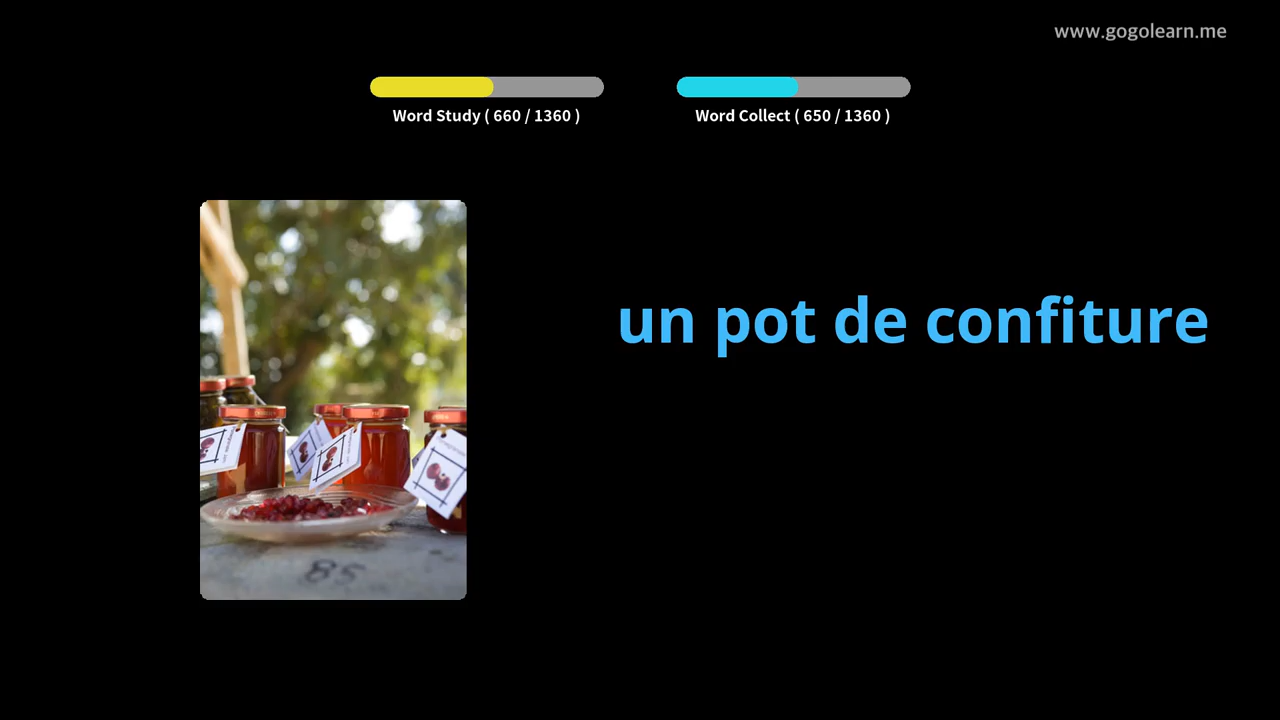 www.gogolearn.me
Word Study ( 660 / 1360 )
Word Collect ( 650 / 1360 )
un pot de confiture
85